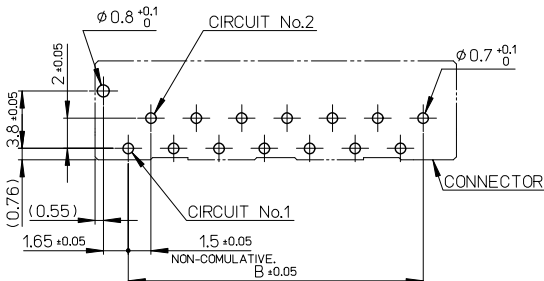 φ0.8 +0.1 0
CIRCUIT No.2
φ0.7 +0.1 0
2 ±0.05
3.8 ±0.05
(0.76)
(0.55)
CIRCUIT No.1
CONNECTOR
1.65 ±0.05
1.5 ±0.05
NON-COMULATIVE.
B ±0.05